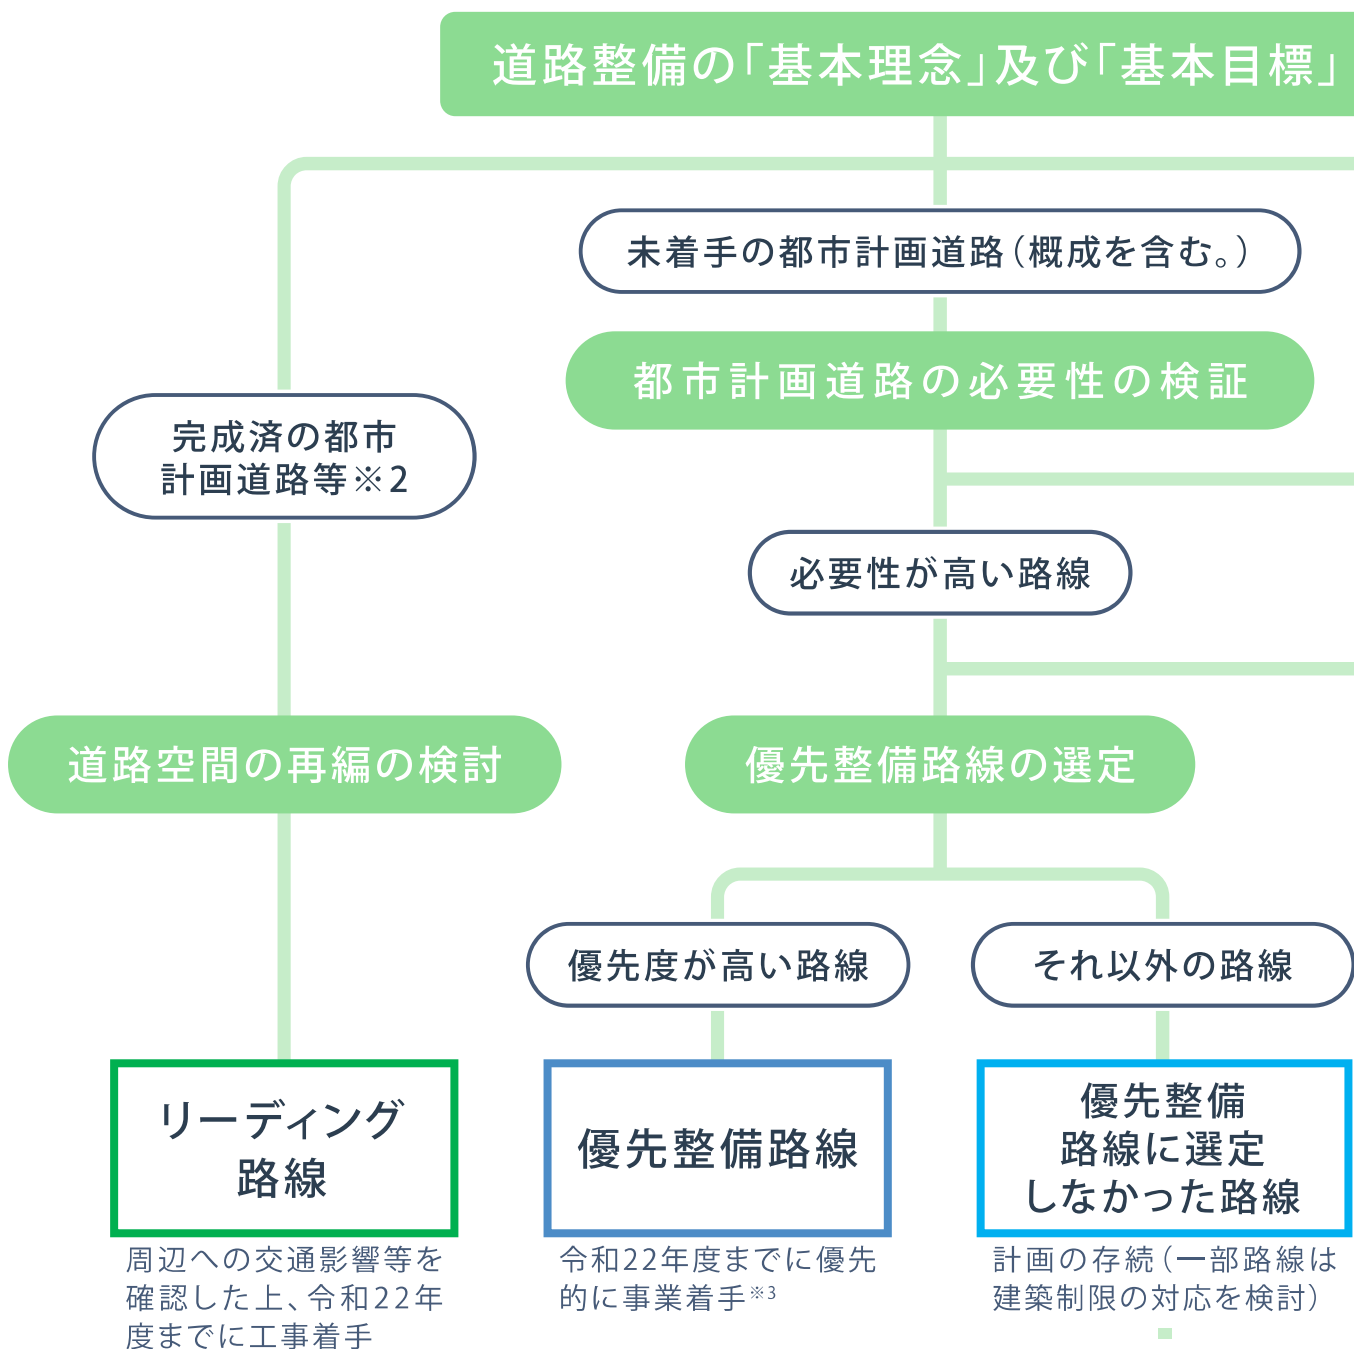 道路整備の「基本理念」及び「基本目標」
未着手の都市計画道路（概成を含む。）
都市計画道路の必要性の検証
完成済の都市
計画道路等※2
必要性が高い路線
道路空間の再編の検討
優先整備路線の選定
優先度が高い路線
それ以外の路線
リーディング
路線
周辺への交通影響等を
確認した上、令和22年
度までに工事着手
優先整備路線
令和22年度までに優先
的に事業着手※3
優先整備
路線に選定
しなかった路線
計画の存続（一部路線は
建築制限の対応を検討）